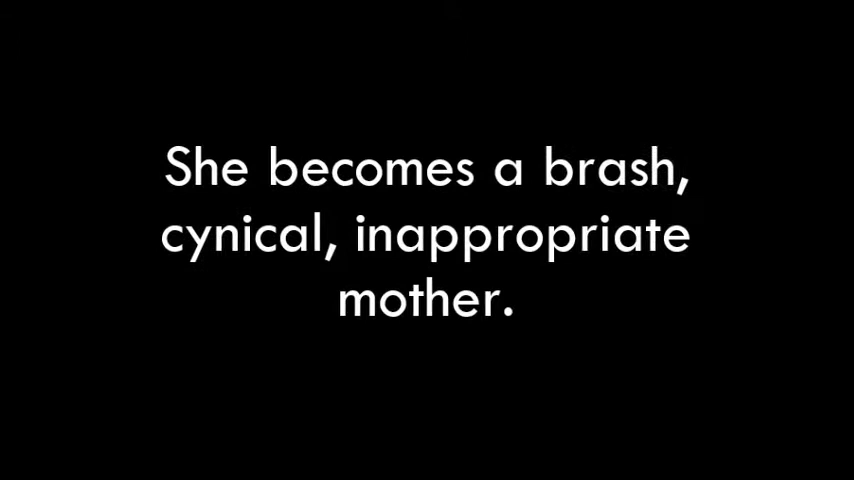 She becomes a brash,
cynical, inappropriate
mother.